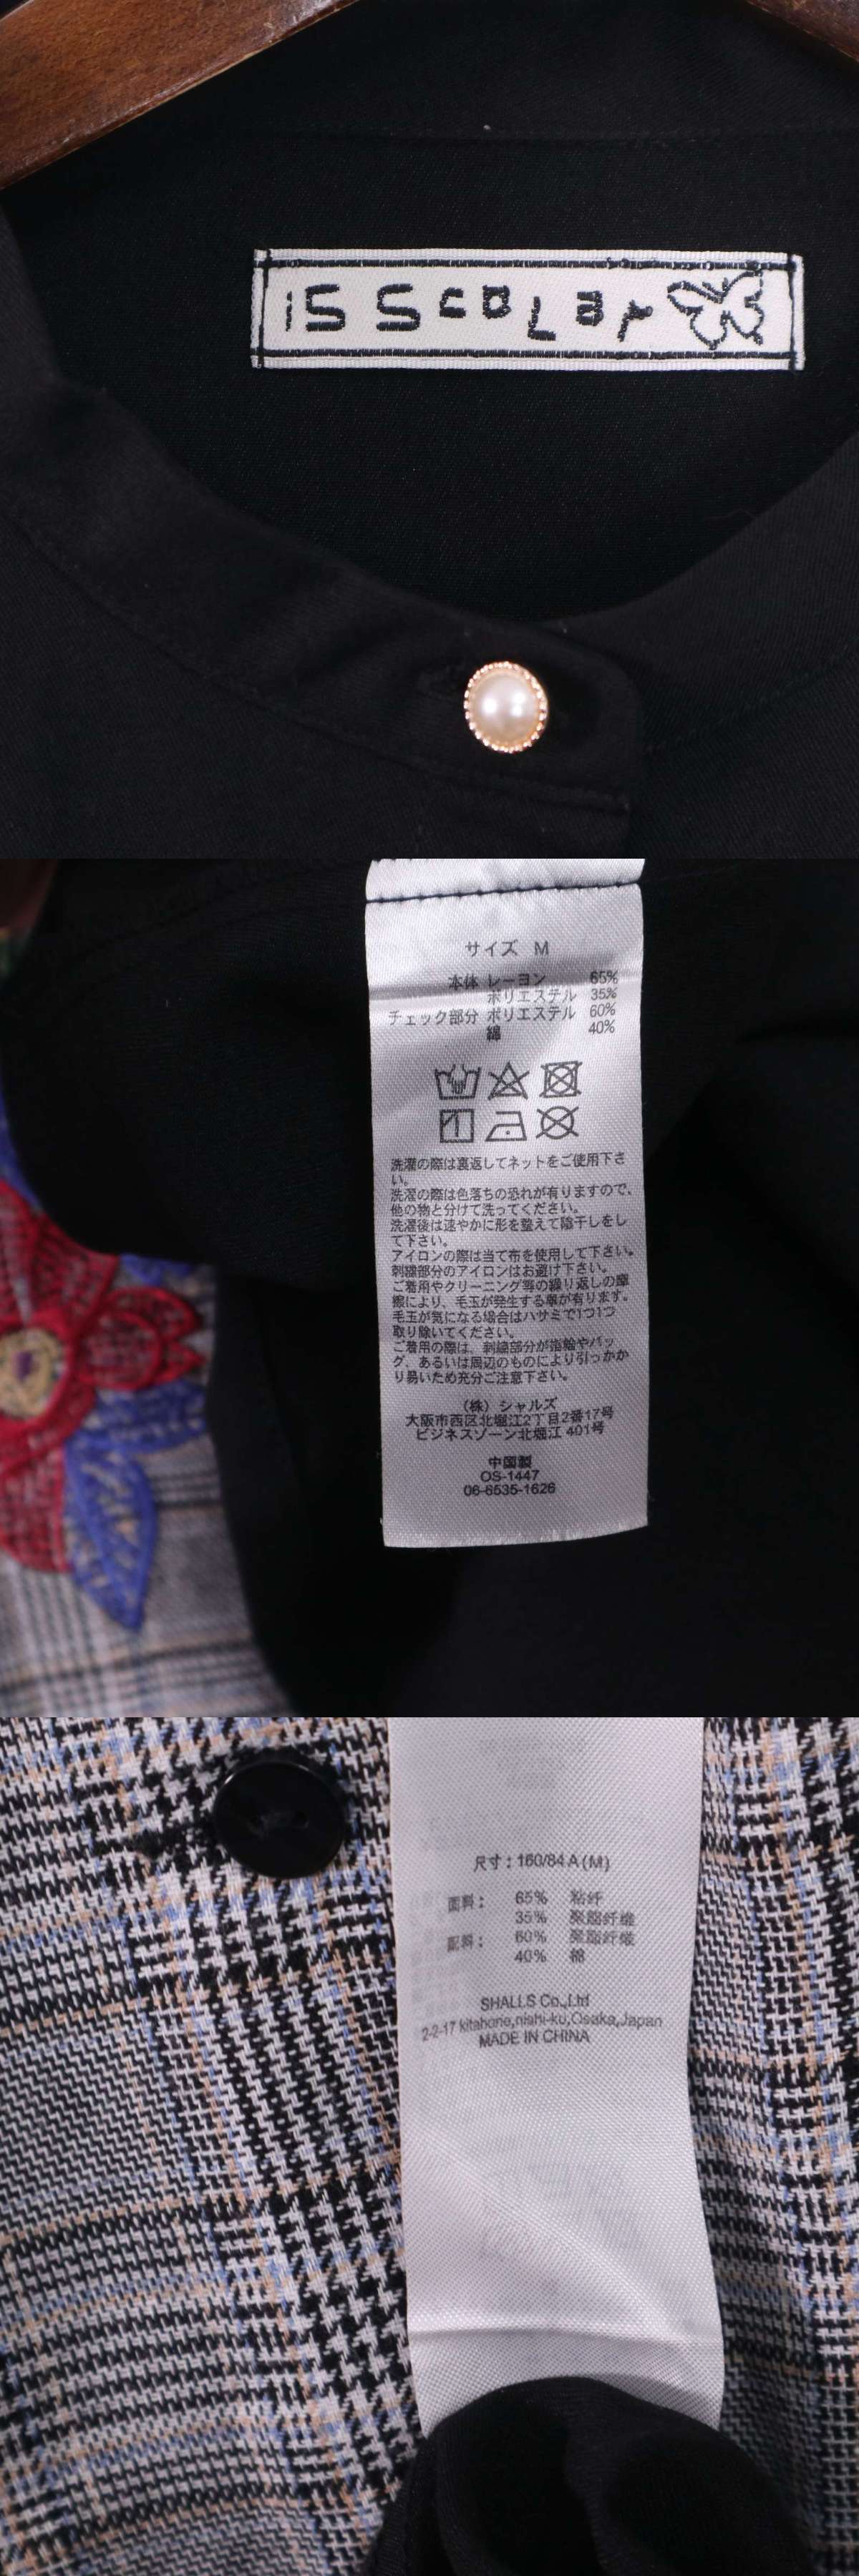 is scolar
サイズ M
本体 レーヨン 65%
ポリエステル 35%
チェック部分 ポリエステル 60%
綿 40%
洗濯の際は裏返してネットをご使用下さ
い。
洗濯の際は色落ちの恐れが有りますので、
他の物と分けて洗ってください。
洗濯後は速やかに形を整えて陰干しをし
て下さい。
アイロンの際は当て布を使用して下さい。
刺繍部分のアイロンはお避け下さい。
ご着用やクリーニング等の繰り返しの摩
擦により、毛玉が発生する事が有ります。
毛玉が気になる場合はハサミで1つ1つ
取り除いてください。
ご着用の際は、刺繍部分が指輪やバッ
グ、あるいは周辺のものにより引っかか
り易いため充分ご注意下さい。
(株) シャルズ
大阪市西区北堀江2丁目2番17号
ビジネスゾーン北堀江 401号
中国製
OS-1447
06-6535-1626
尺寸：160/84 A (M)
面料： 65% 粘纤
35% 聚酯纤维
配料： 60% 聚酯纤维
40% 棉
SHALLS Co.,Ltd
2-2-17 kitahorie,nishi-ku,Osaka,Japan
MADE IN CHINA